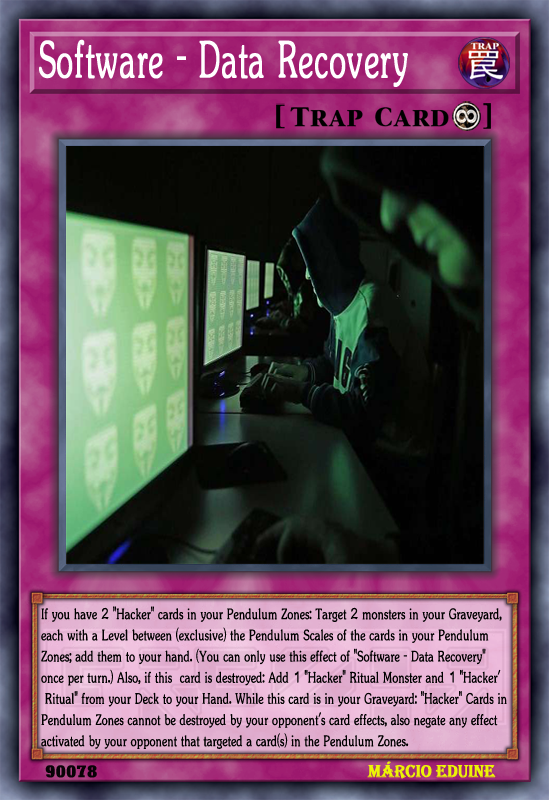 Software - Data Recovery
TRAP
罠
[ TRAP CARD ]
If you have 2 "Hacker" cards in your Pendulum Zones: Target 2 monsters in your Graveyard,
each with a Level between (exclusive) the Pendulum Scales of the cards in your Pendulum
Zones; add them to your hand. (You can only use this effect of "Software - Data Recovery"
once per turn.) Also, if this card is destroyed: Add 1 "Hacker" Ritual Monster and 1 "Hacker'
Ritual" from your Deck to your Hand. While this card is in your Graveyard: "Hacker" Cards in
Pendulum Zones cannot be destroyed by your opponent's card effects, also negate any effect
activated by your opponent that targeted a card(s) in the Pendulum Zones.
90078
MÁRCIO EDUINE